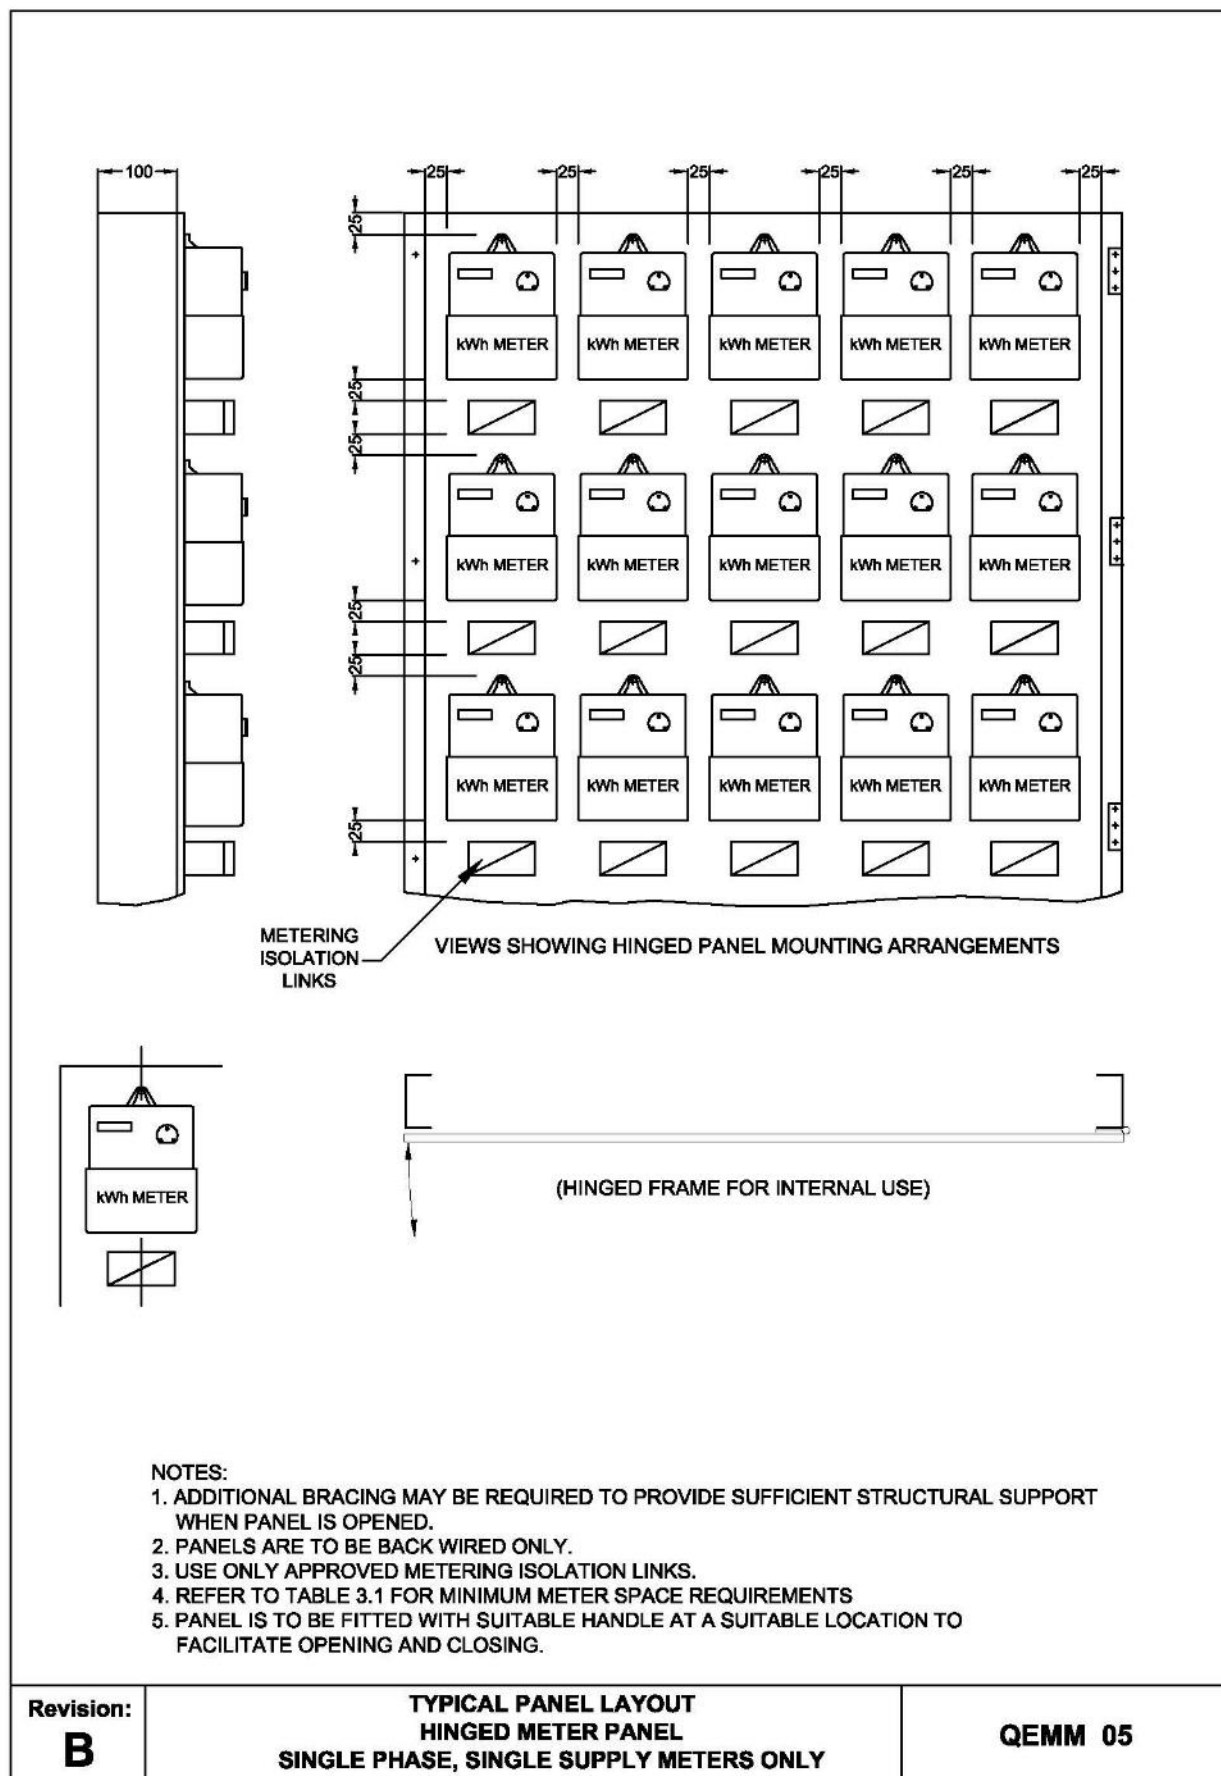 100
25 25 25 25 25 25
25
kWh METER kWh METER kWh METER kWh METER kWh METER
25
25
kWh METER kWh METER kWh METER kWh METER kWh METER
25
25
kWh METER kWh METER kWh METER kWh METER kWh METER
25
METERING
ISOLATION
LINKS
VIEWS SHOWING HINGED PANEL MOUNTING ARRANGEMENTS
kWh METER
(HINGED FRAME FOR INTERNAL USE)
NOTES:
1. ADDITIONAL BRACING MAY BE REQUIRED TO PROVIDE SUFFICIENT STRUCTURAL SUPPORT
WHEN PANEL IS OPENED.
2. PANELS ARE TO BE BACK WIRED ONLY.
3. USE ONLY APPROVED METERING ISOLATION LINKS.
4. REFER TO TABLE 3.1 FOR MINIMUM METER SPACE REQUIREMENTS
5. PANEL IS TO BE FITTED WITH SUITABLE HANDLE AT A SUITABLE LOCATION TO
FACILITATE OPENING AND CLOSING.
Revision:
B
TYPICAL PANEL LAYOUT
HINGED METER PANEL
SINGLE PHASE, SINGLE SUPPLY METERS ONLY
QEMM 05